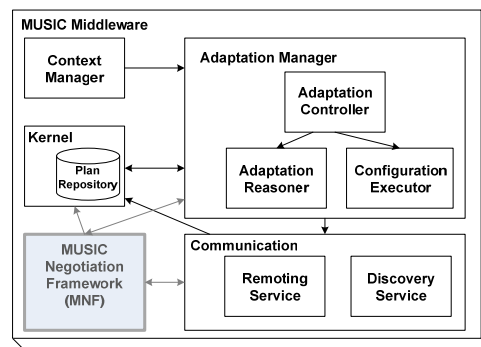 MUSIC Middleware
Context
Manager
Adaptation Manager
Adaptation
Controller
Adaptation
Reasoner
Configuration
Executor
Kernel
Plan
Repository
MUSIC
Negotiation
Framework
(MNF)
Communication
Remoting
Service
Discovery
Service